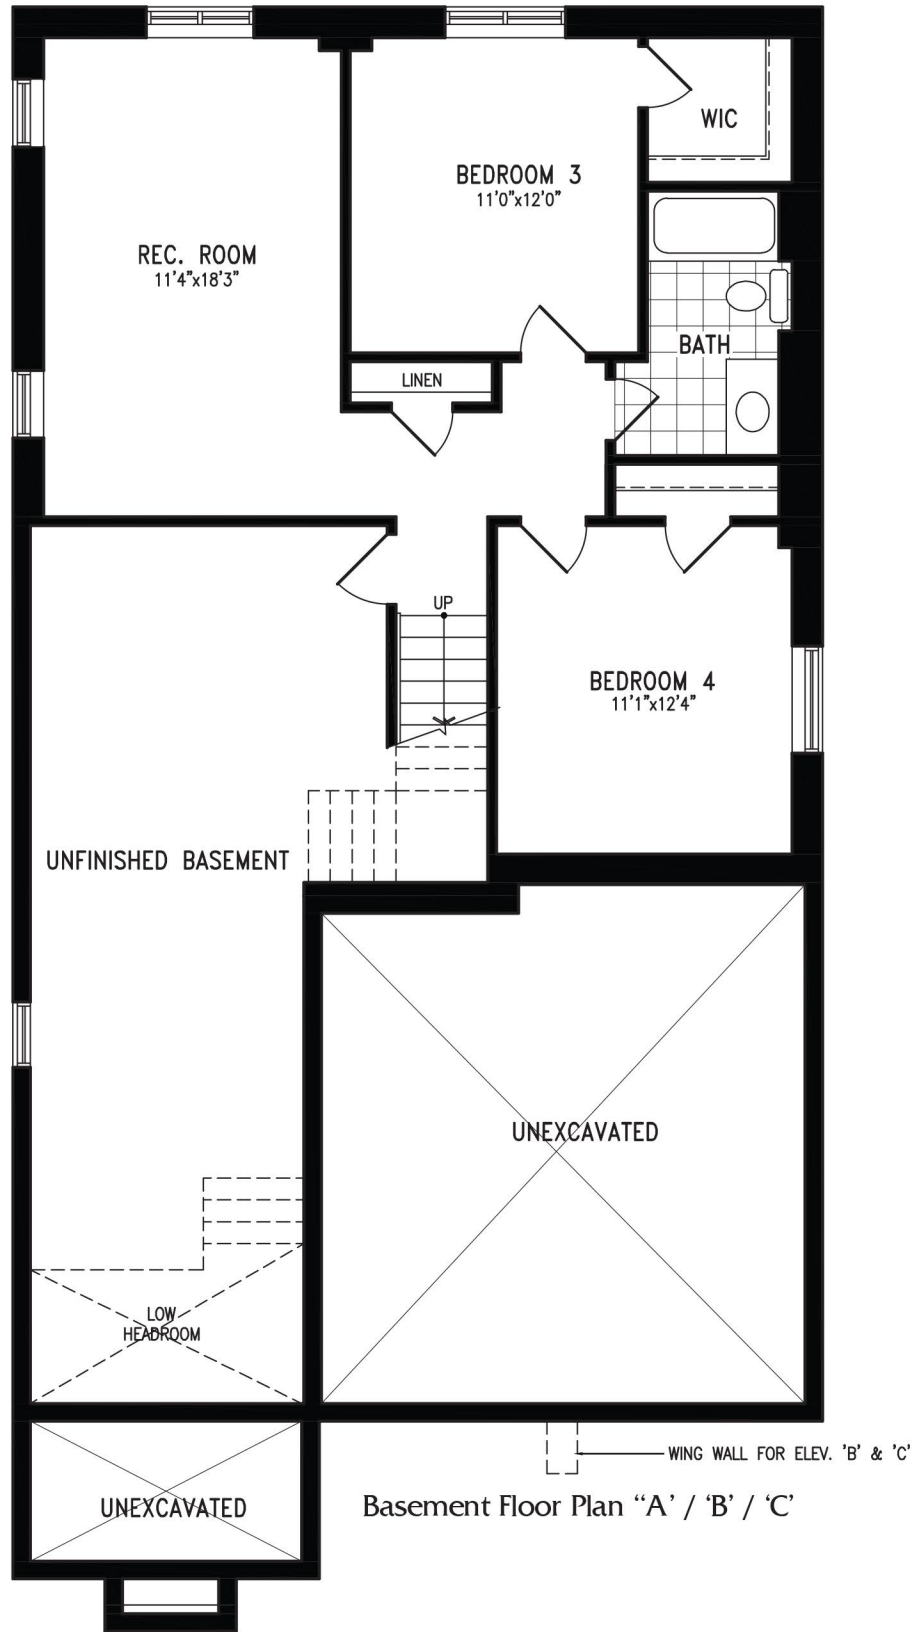 WIC
BEDROOM 3
11'0"x12'0"
REC. ROOM
11'4"x18'3"
BATH
LINEN
UP
BEDROOM 4
11'1"x12'4"
UNFINISHED BASEMENT
UNEXCAVATED
LOW
HEADROOM
WING WALL FOR ELEV. 'B' & 'C'
UNEXCAVATED
Basement Floor Plan “A’ / ‘B’ / ‘C’